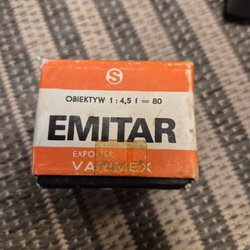 S
OBIEKTYW 1 : 4,5 f = 80
EMITAR
EXPORTER
VARIMEX